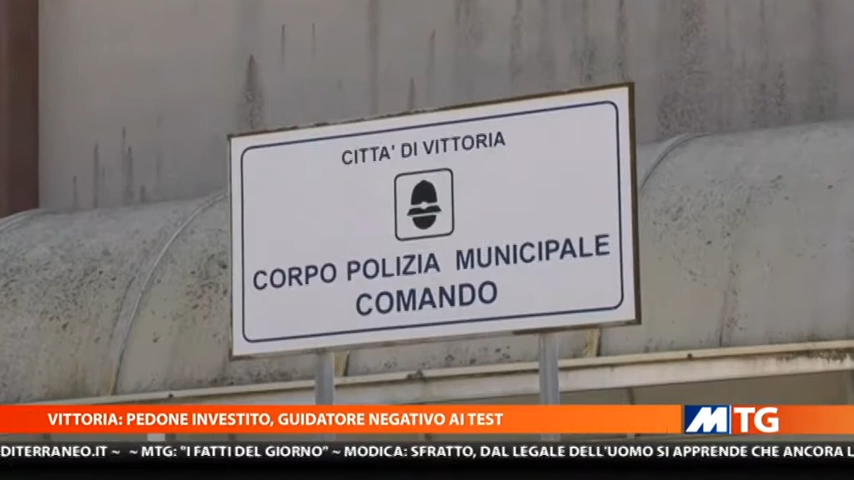 CITTA' DI VITTORIA
CORPO POLIZIA MUNICIPALE
COMANDO
VITTORIA: PEDONE INVESTITO, GUIDATORE NEGATIVO AI TEST
MTG
DITERRANEO.IT ~ ~ MTG: "I FATTI DEL GIORNO" ~ MODICA: SFRATTO, DAL LEGALE DELL'UOMO SI APPRENDE CHE ANCORA L